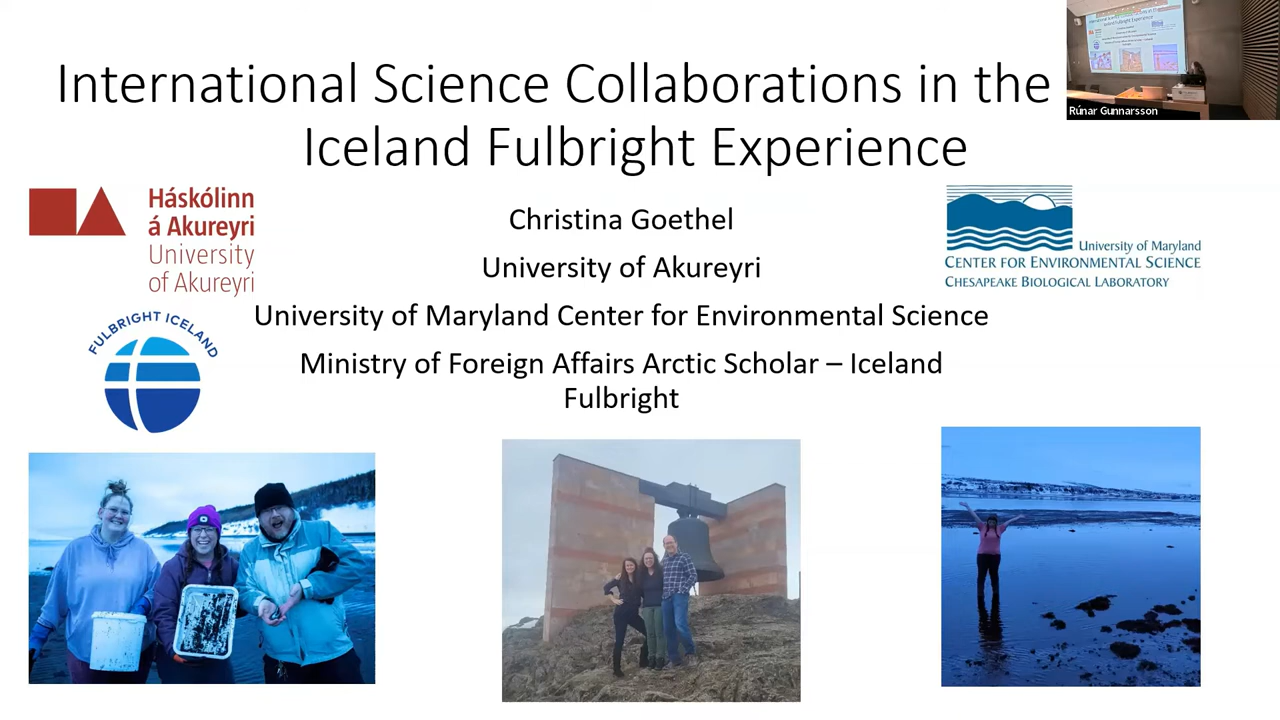 International Science Collaborations in the
Iceland Fulbright Experience
Rúnar Gunnarsson
Háskólinn
á Akureyri
University
of Akureyri
FULBRIGHT ICELAND
Christina Goethel
University of Akureyri
University of Maryland Center for Environmental Science
Ministry of Foreign Affairs Arctic Scholar – Iceland
Fulbright
University of Maryland
CENTER FOR ENVIRONMENTAL SCIENCE
CHESAPEAKE BIOLOGICAL LABORATORY